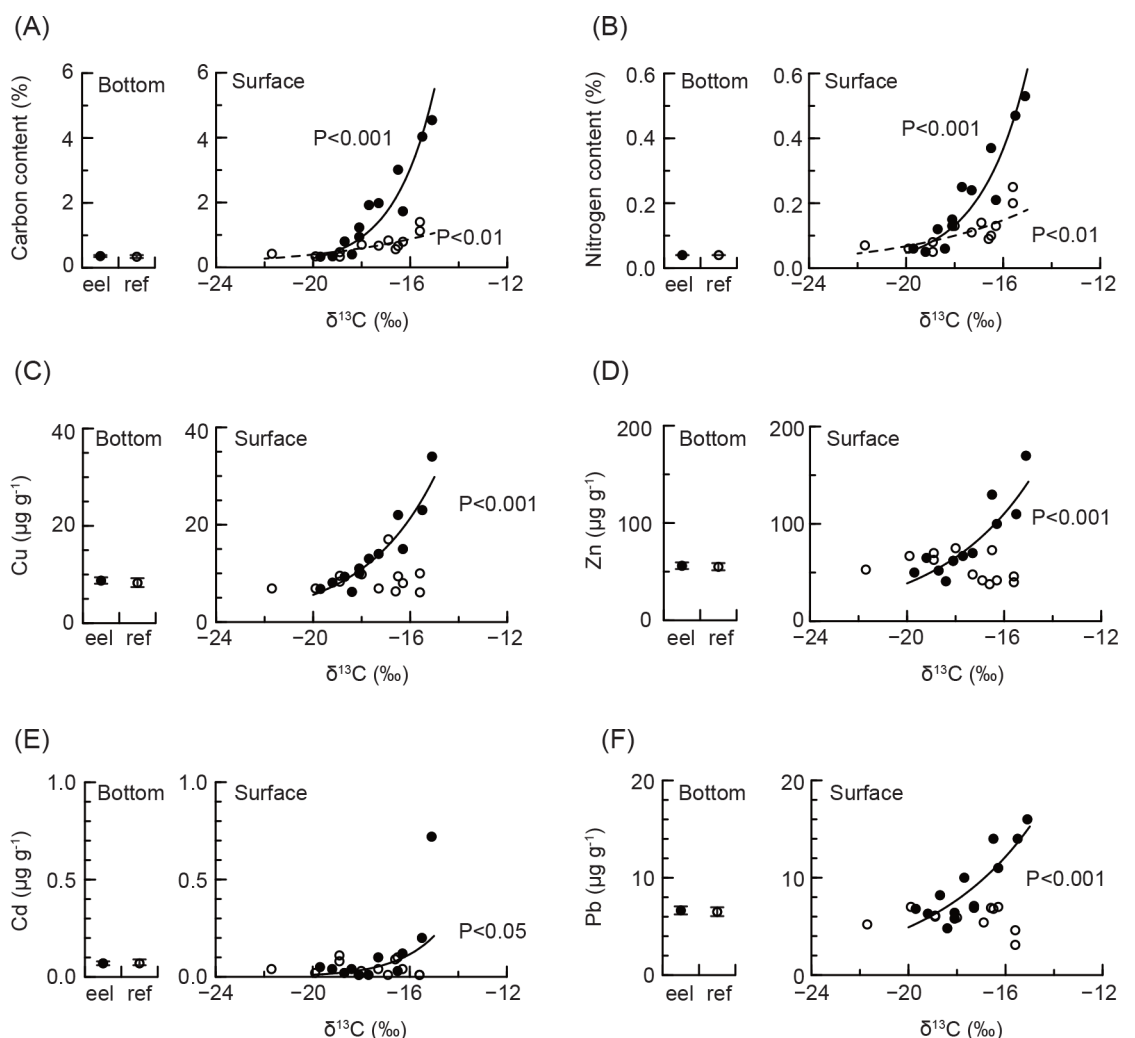 (A)
Carbon content (%)
6
4
2
0
Bottom
eel ref
6
4
2
0
Surface
P<0.001
P<0.01
−24 −20 −16 −12
δ¹³C (‰)
(B)
Nitrogen content (%)
0.6
0.4
0.2
0.0
Bottom
eel ref
0.6
0.4
0.2
0.0
Surface
P<0.001
P<0.01
−24 −20 −16 −12
δ¹³C (‰)
(C)
Cu (µg g⁻¹)
40
20
0
Bottom
eel ref
40
20
0
Surface
P<0.001
−24 −20 −16 −12
δ¹³C (‰)
(D)
Zn (µg g⁻¹)
200
100
0
Bottom
eel ref
200
100
0
Surface
P<0.001
−24 −20 −16 −12
δ¹³C (‰)
(E)
Cd (µg g⁻¹)
1.0
0.5
0.0
Bottom
eel ref
1.0
0.5
0.0
Surface
P<0.05
−24 −20 −16 −12
δ¹³C (‰)
(F)
Pb (µg g⁻¹)
20
10
0
Bottom
eel ref
20
10
0
Surface
P<0.001
−24 −20 −16 −12
δ¹³C (‰)